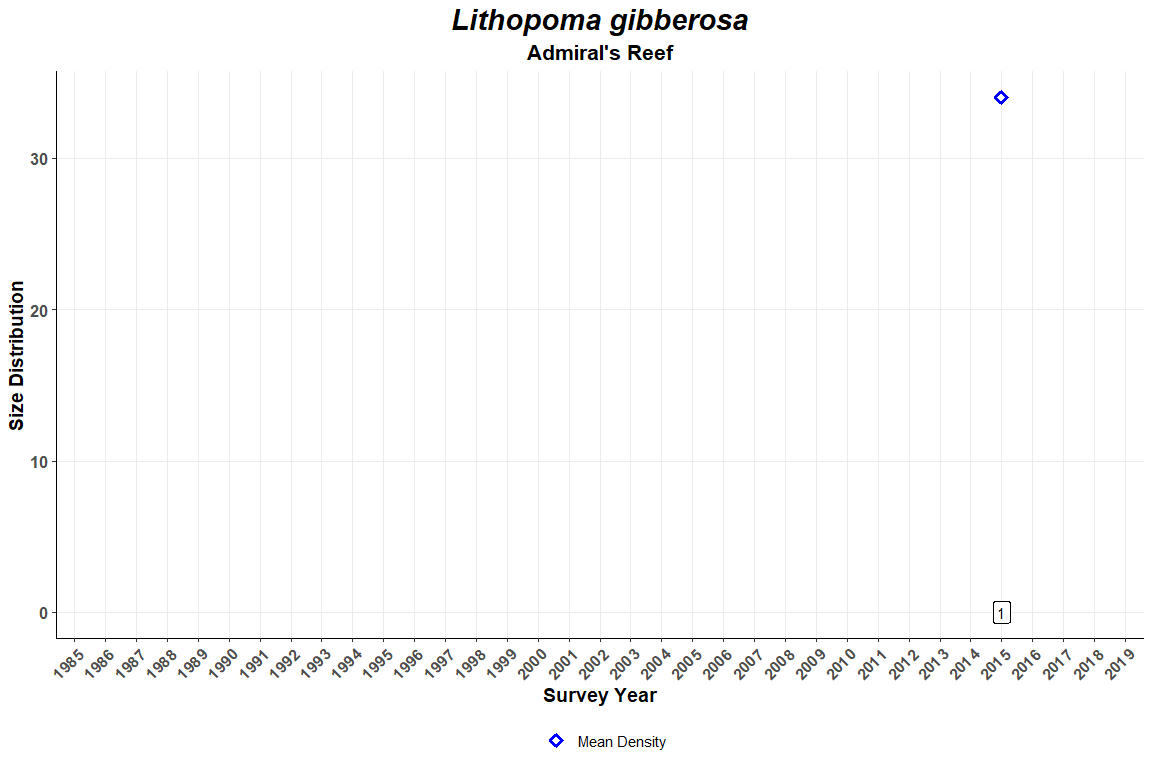 Lithopoma gibberosa
Admiral's Reef
Size Distribution
30
20
10
0
1
1985 1986 1987 1988 1989 1990 1991 1992 1993 1994 1995 1996 1997 1998 1999 2000 2001 2002 2003 2004 2005 2006 2007 2008 2009 2010 2011 2012 2013 2014 2015 2016 2017 2018 2019
Survey Year
Mean Density